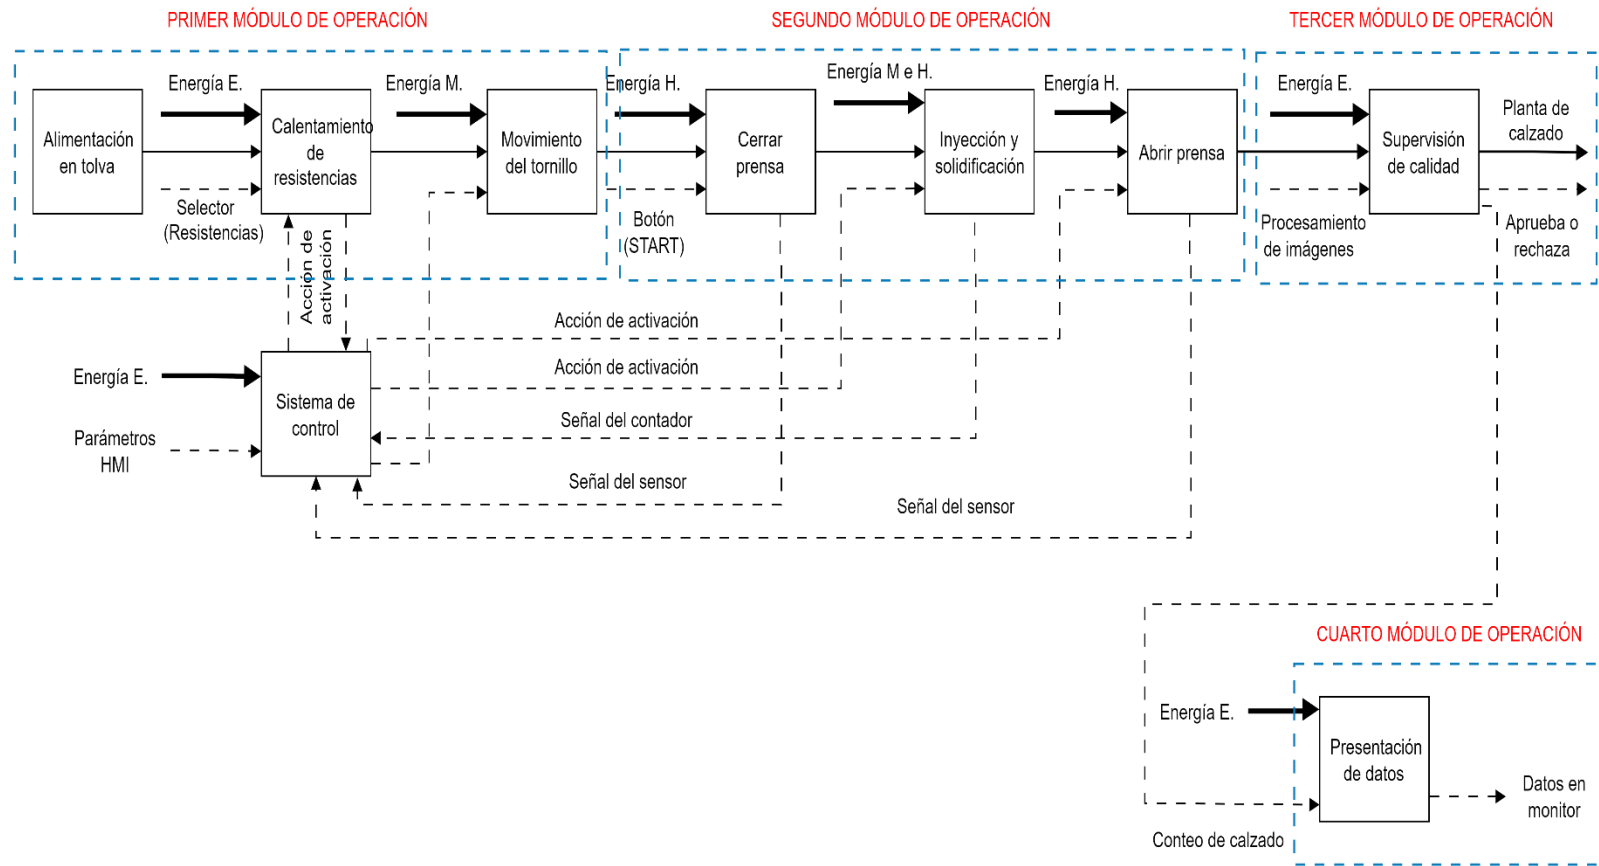 PRIMER MÓDULO DE OPERACIÓN
SEGUNDO MÓDULO DE OPERACIÓN
TERCER MÓDULO DE OPERACIÓN
Alimentación
en tolva
Energía E.
Selector
(Resistencias)
Calentamiento
de
resistencias
Energía M.
Movimiento
del tornillo
Energía H.
Botón
(START)
Cerrar
prensa
Energía M e H.
Inyección y
solidificación
Energía H.
Abrir prensa
Energía E.
Procesamiento
de imágenes
Supervisión
de calidad
Planta de
calzado
Aprueba o
rechaza
Acción de
activación
Energía E.
Parámetros
HMI
Sistema de
control
Acción de activación
Acción de activación
Señal del contador
Señal del sensor
Señal del sensor
CUARTO MÓDULO DE OPERACIÓN
Energía E.
Presentación
de datos
Conteo de calzado
Datos en
monitor